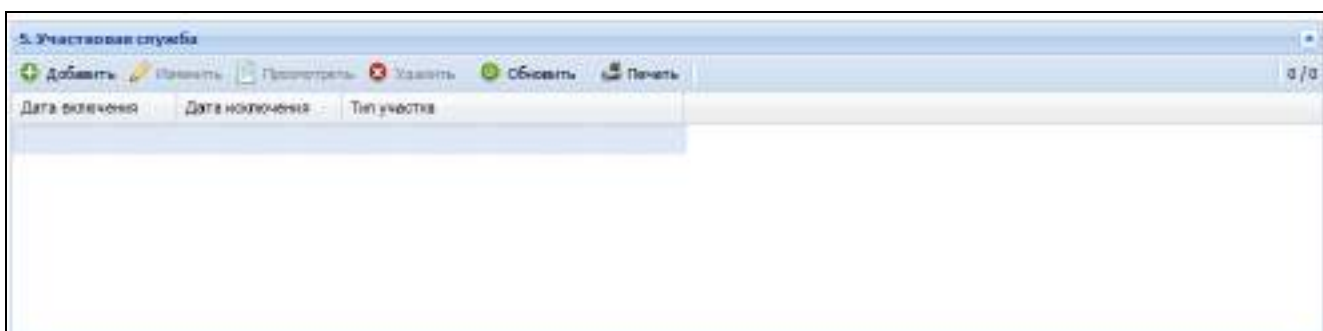 5. Участковая служба
Добавить Изменить Просмотреть Удалить Обновить Печать 0 / 0
Дата включения Дата исключения Тип участка